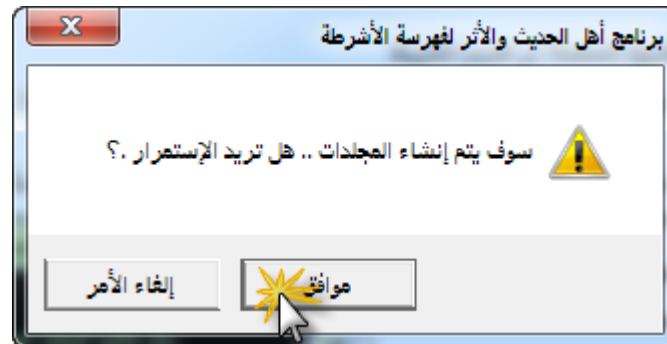 برنامج أهل الحديث والأثر لفهرسة الأشرطة
سوف يتم إنشاء المجلدات .. هل تريد الإستمرار .؟
موافق
إلغاء الأمر